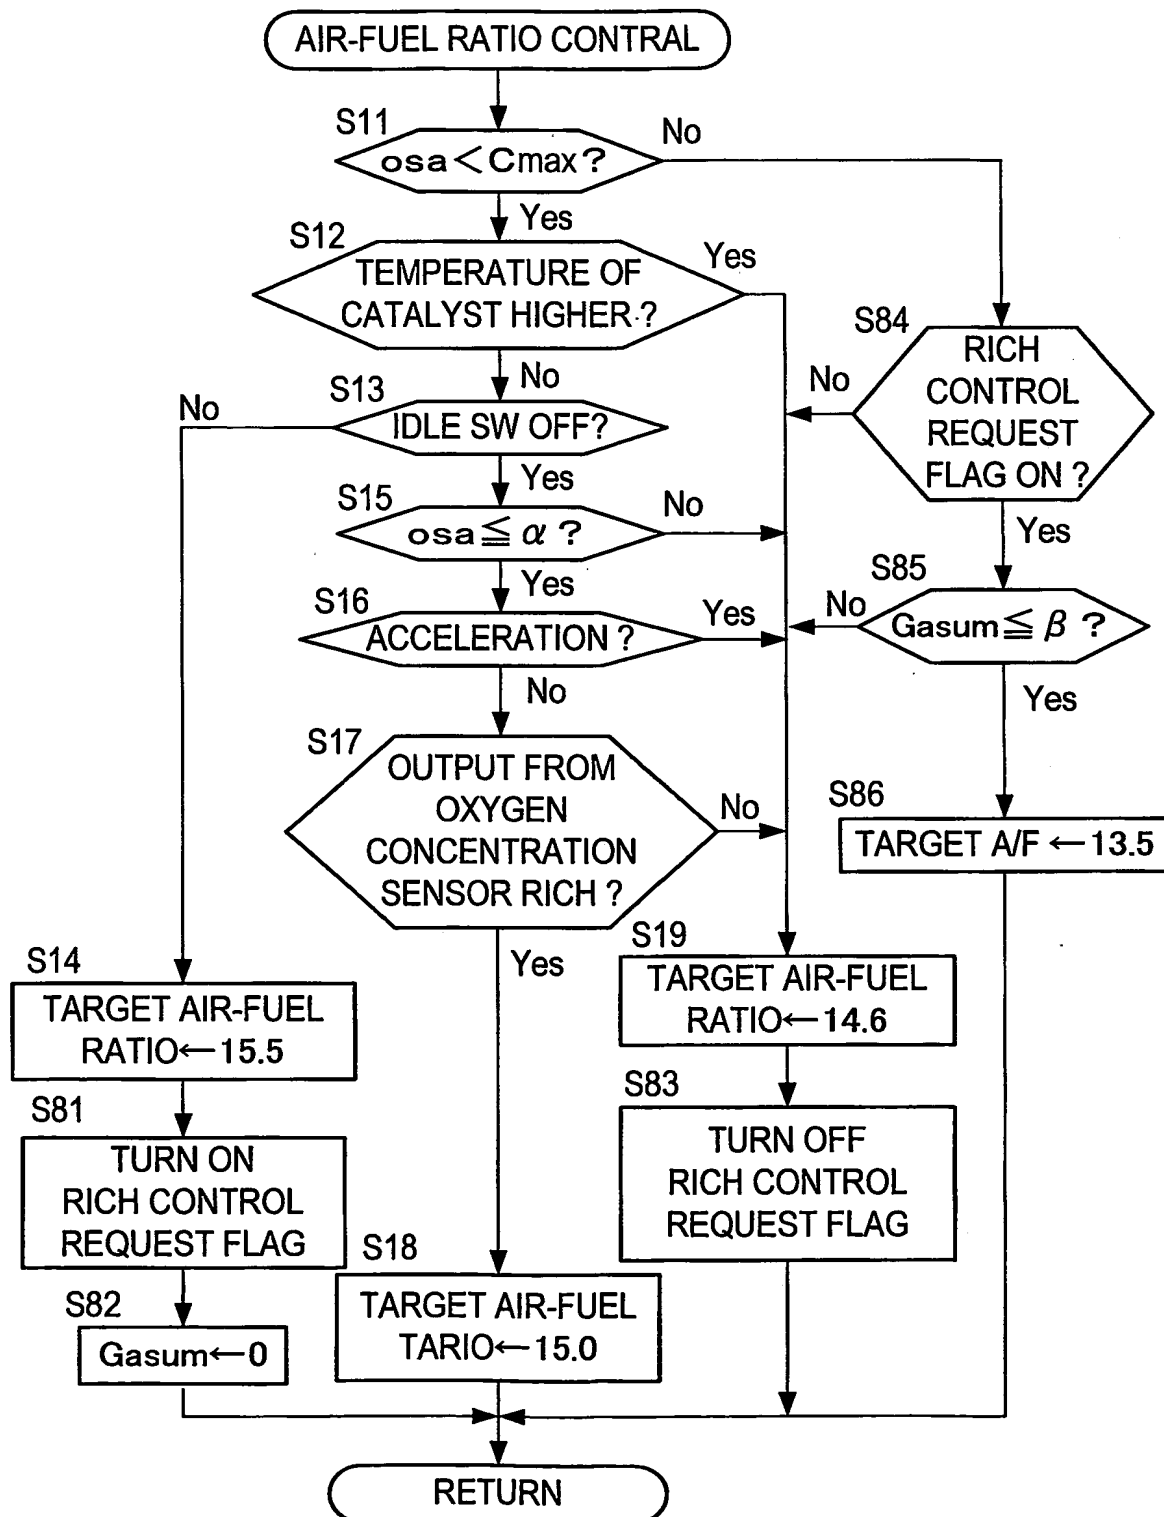 AIR-FUEL RATIO CONTRAL
S11
osa<Cmax?
No
Yes
S12
TEMPERATURE OF
CATALYST HIGHER ?
Yes
No
S84
RICH
CONTROL
REQUEST
FLAG ON ?
No
Yes
S13
IDLE SW OFF?
No
Yes
S15
osa≦α ?
No
Yes
S85
Gasum≦β ?
No
Yes
S16
ACCELERATION ?
Yes
No
S17
OUTPUT FROM
OXYGEN
CONCENTRATION
SENSOR RICH ?
No
Yes
S86
TARGET A/F ←13.5
S14
TARGET AIR-FUEL
RATIO←15.5
S19
TARGET AIR-FUEL
RATIO←14.6
S81
TURN ON
RICH CONTROL
REQUEST FLAG
S83
TURN OFF
RICH CONTROL
REQUEST FLAG
S82
Gasum←0
S18
TARGET AIR-FUEL
TARIO←15.0
RETURN